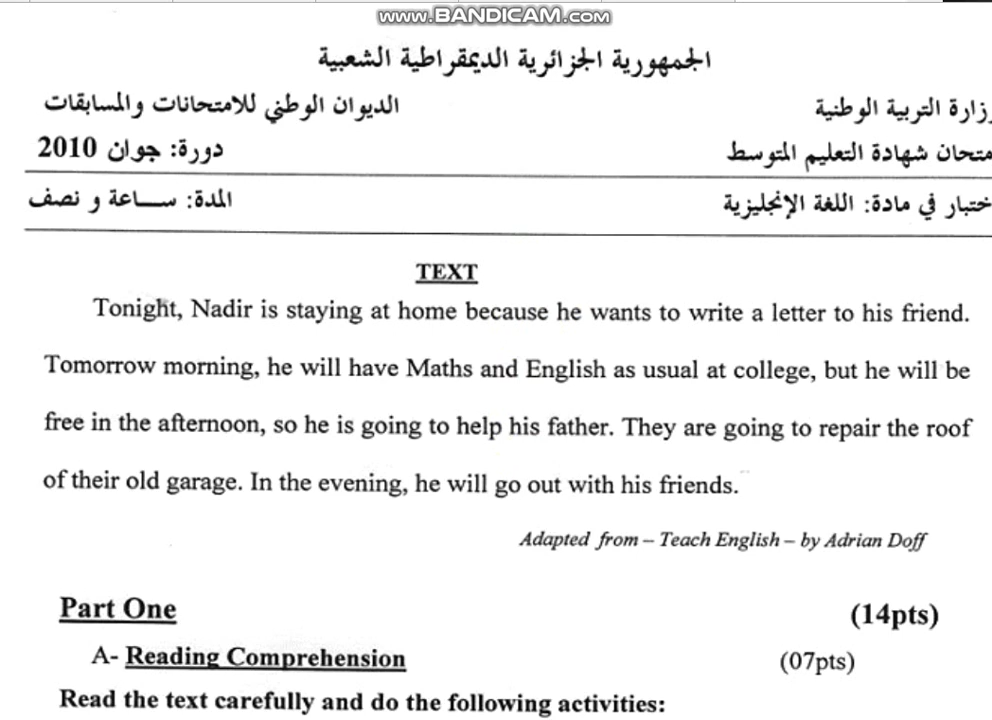 www.BANDICAM.com
الجمهورية الجزائرية الديمقراطية الشعبية
زارة التربية الوطنية الديوان الوطني للامتحانات والمسابقات
متحان شهادة التعليم المتوسط دورة: جوان 2010
ختبار في مادة: اللغة الإنجليزية المدة: ساعة و نصف
TEXT
Tonight, Nadir is staying at home because he wants to write a letter to his friend.
Tomorrow morning, he will have Maths and English as usual at college, but he will be
free in the afternoon, so he is going to help his father. They are going to repair the roof
of their old garage. In the evening, he will go out with his friends.
Adapted from – Teach English – by Adrian Doff
Part One (14pts)
A- Reading Comprehension (07pts)
Read the text carefully and do the following activities: